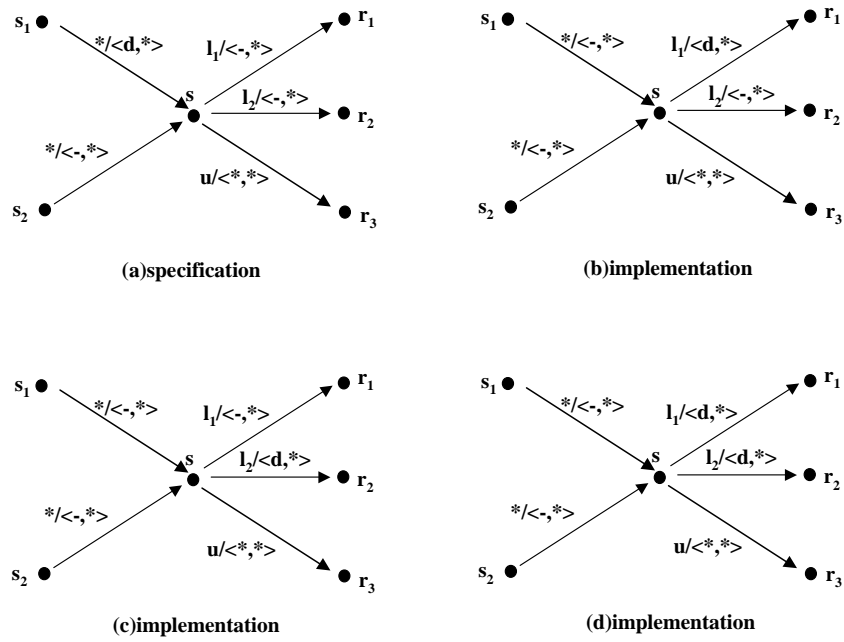 s1
*/<d,*>
l1/<-,*>
r1
s
l2/<-,*>
r2
*/<-,*>
u/<*,*>
s2
r3
(a)specification
s1
*/<-,*>
l1/<d,*>
r1
s
l2/<-,*>
r2
*/<-,*>
u/<*,*>
s2
r3
(b)implementation
s1
*/<-,*>
l1/<-,*>
r1
s
l2/<d,*>
r2
*/<-,*>
u/<*,*>
s2
r3
(c)implementation
s1
*/<-,*>
l1/<d,*>
r1
s
l2/<d,*>
r2
*/<-,*>
u/<*,*>
s2
r3
(d)implementation